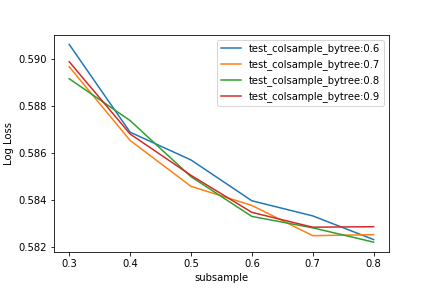 0.590
0.588
0.586
0.584
0.582
Log Loss
0.3 0.4 0.5 0.6 0.7 0.8
subsample
test_colsample_bytree:0.6
test_colsample_bytree:0.7
test_colsample_bytree:0.8
test_colsample_bytree:0.9